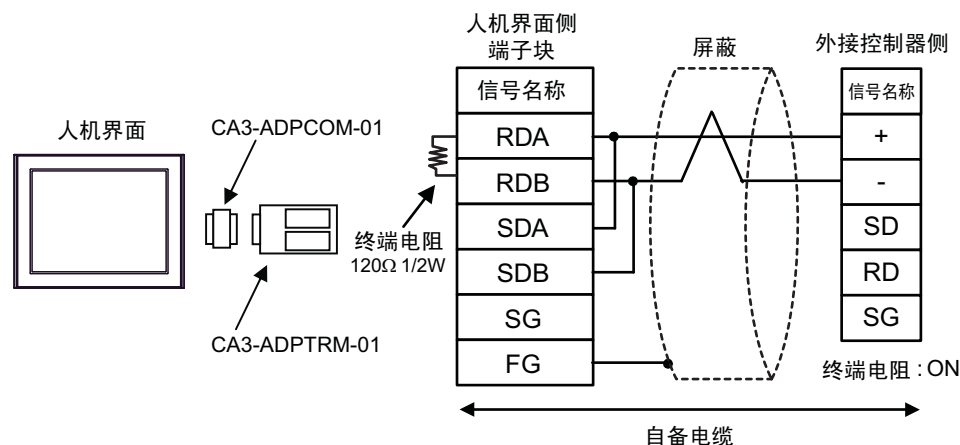 人机界面侧
端子块
屏蔽
外接控制器侧
人机界面
CA3-ADPCOM-01
信号名称
信号名称
RDA
+
RDB
-
SDA
SD
终端电阻
120Ω 1/2W
SDB
RD
SG
SG
CA3-ADPTRM-01
FG
终端电阻 : ON
自备电缆